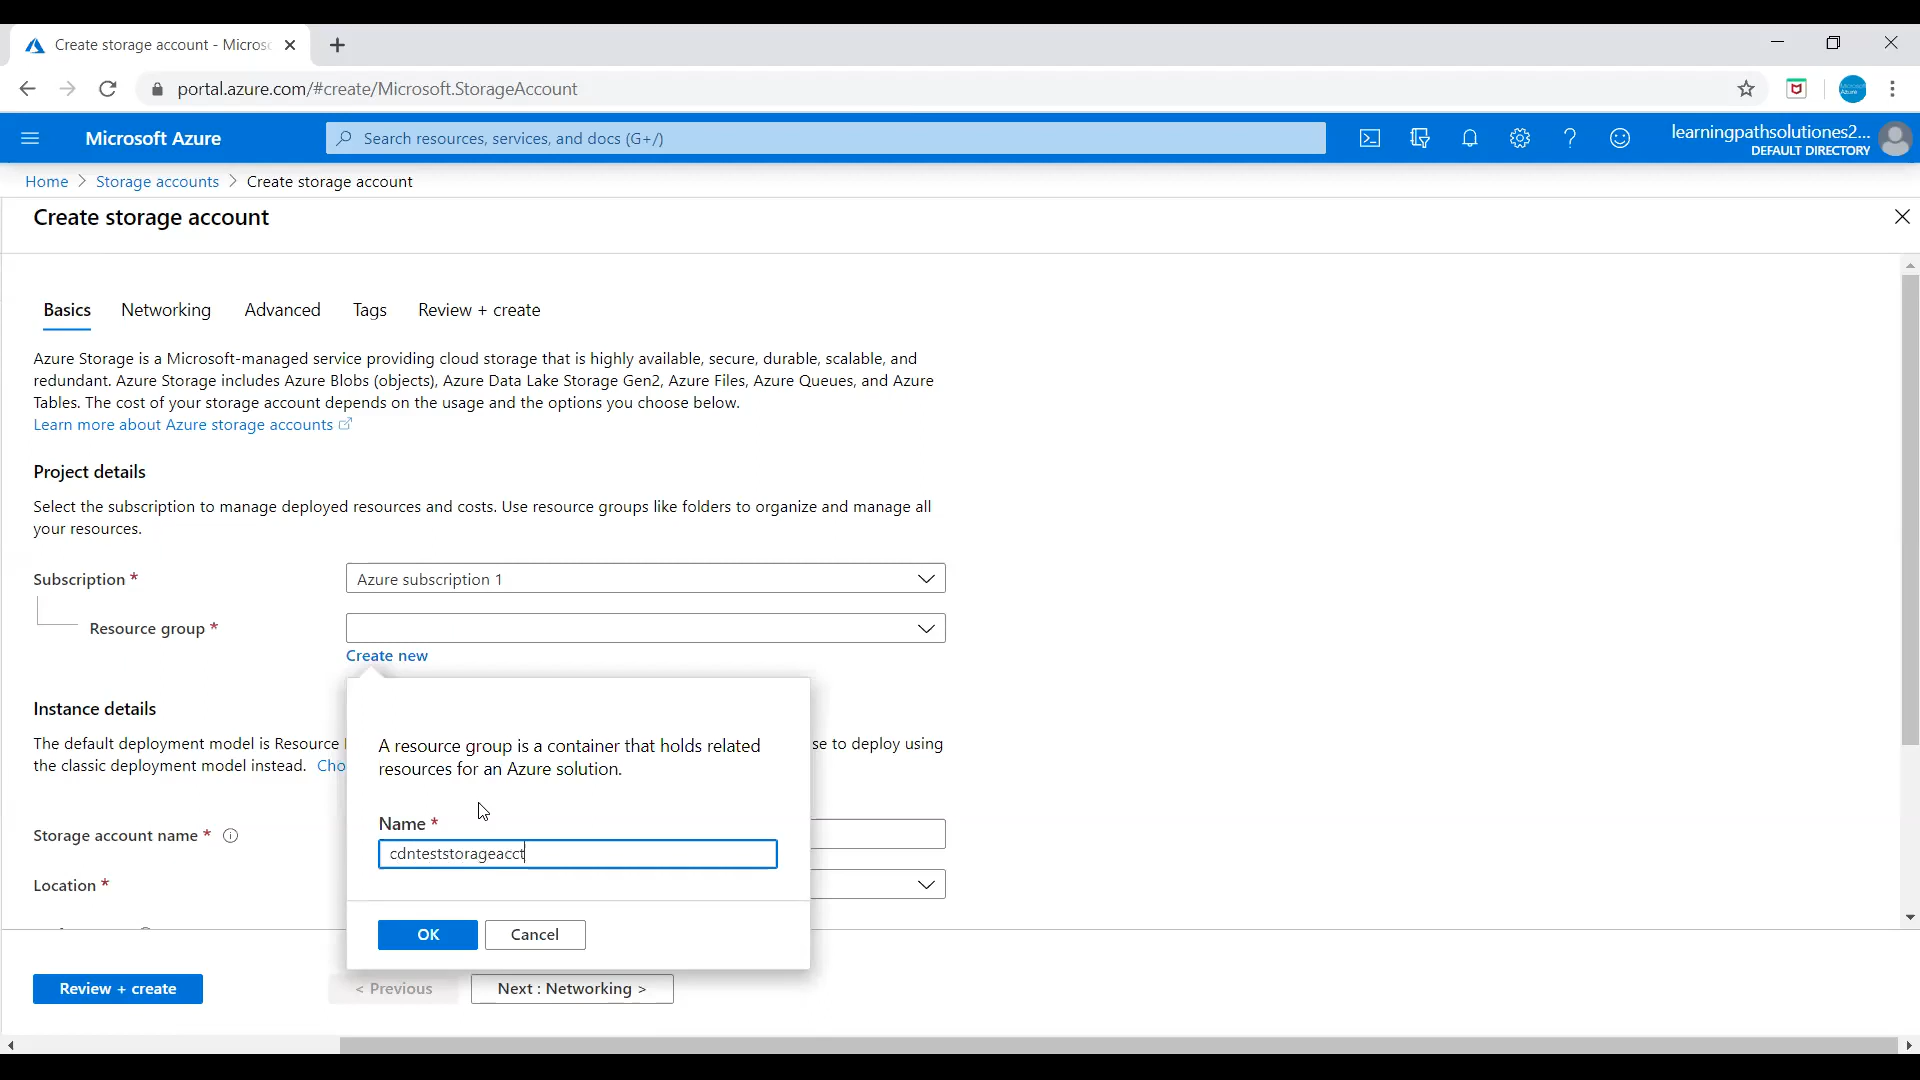 Create storage account - Micros
portal.azure.com/#create/Microsoft.StorageAccount
Microsoft Azure
Search resources, services, and docs (G+/)
learningpathsolutiones2...
DEFAULT DIRECTORY
Home > Storage accounts > Create storage account
Create storage account
Basics Networking Advanced Tags Review + create
Azure Storage is a Microsoft-managed service providing cloud storage that is highly available, secure, durable, scalable, and
redundant. Azure Storage includes Azure Blobs (objects), Azure Data Lake Storage Gen2, Azure Files, Azure Queues, and Azure
Tables. The cost of your storage account depends on the usage and the options you choose below.
Learn more about Azure storage accounts
Project details
Select the subscription to manage deployed resources and costs. Use resource groups like folders to organize and manage all
your resources.
Subscription *
Azure subscription 1
Resource group *
Create new
A resource group is a container that holds related
resources for an Azure solution.
Name *
cdnteststorageacct
OK Cancel
Instance details
The default deployment model is Resource
se to deploy using
the classic deployment model instead. Cho
Storage account name *
Location *
Review + create < Previous Next : Networking >